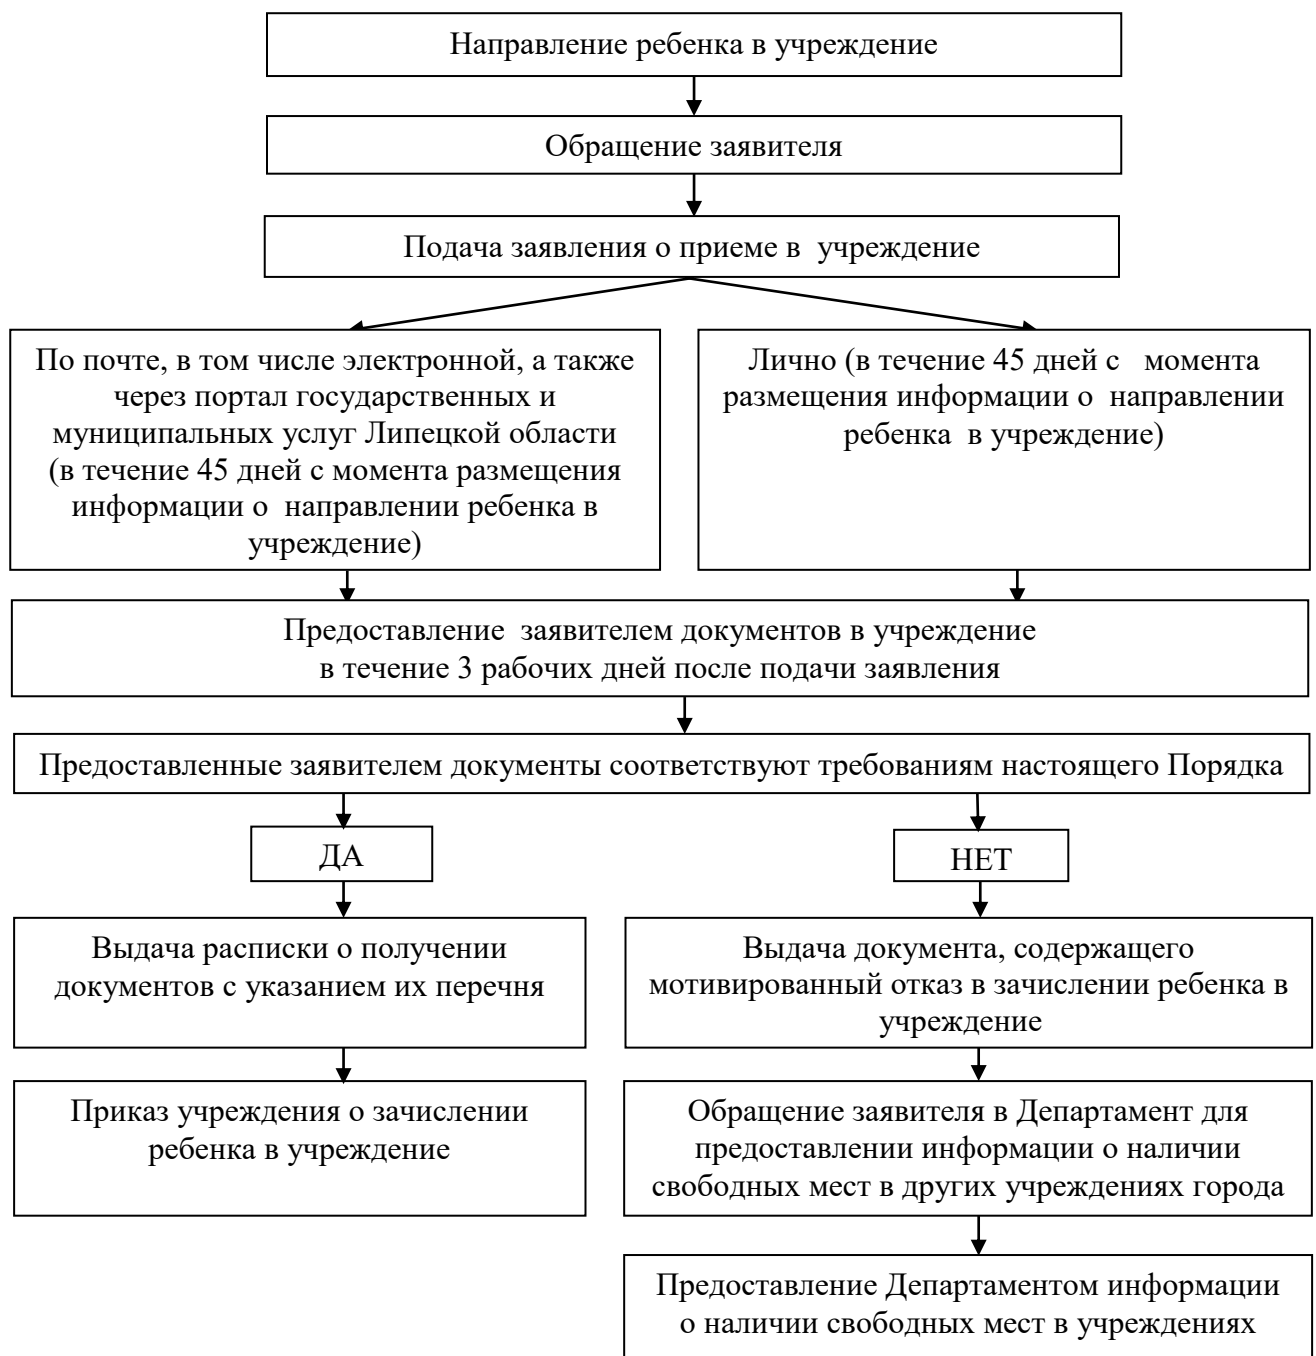 Направление ребенка в учреждение
Обращение заявителя
Подача заявления о приеме в учреждение
По почте, в том числе электронной, а также
через портал государственных и
муниципальных услуг Липецкой области
(в течение 45 дней с момента размещения
информации о направлении ребенка в
учреждение)
Лично (в течение 45 дней с момента
размещения информации о направлении
ребенка в учреждение)
Предоставление заявителем документов в учреждение
в течение 3 рабочих дней после подачи заявления
Предоставленные заявителем документы соответствуют требованиям настоящего Порядка
ДА
НЕТ
Выдача расписки о получении
документов с указанием их перечня
Выдача документа, содержащего
мотивированный отказ в зачислении ребенка в
учреждение
Приказ учреждения о зачислении
ребенка в учреждение
Обращение заявителя в Департамент для
предоставлении информации о наличии
свободных мест в других учреждениях города
Предоставление Департаментом информации
о наличии свободных мест в учреждениях